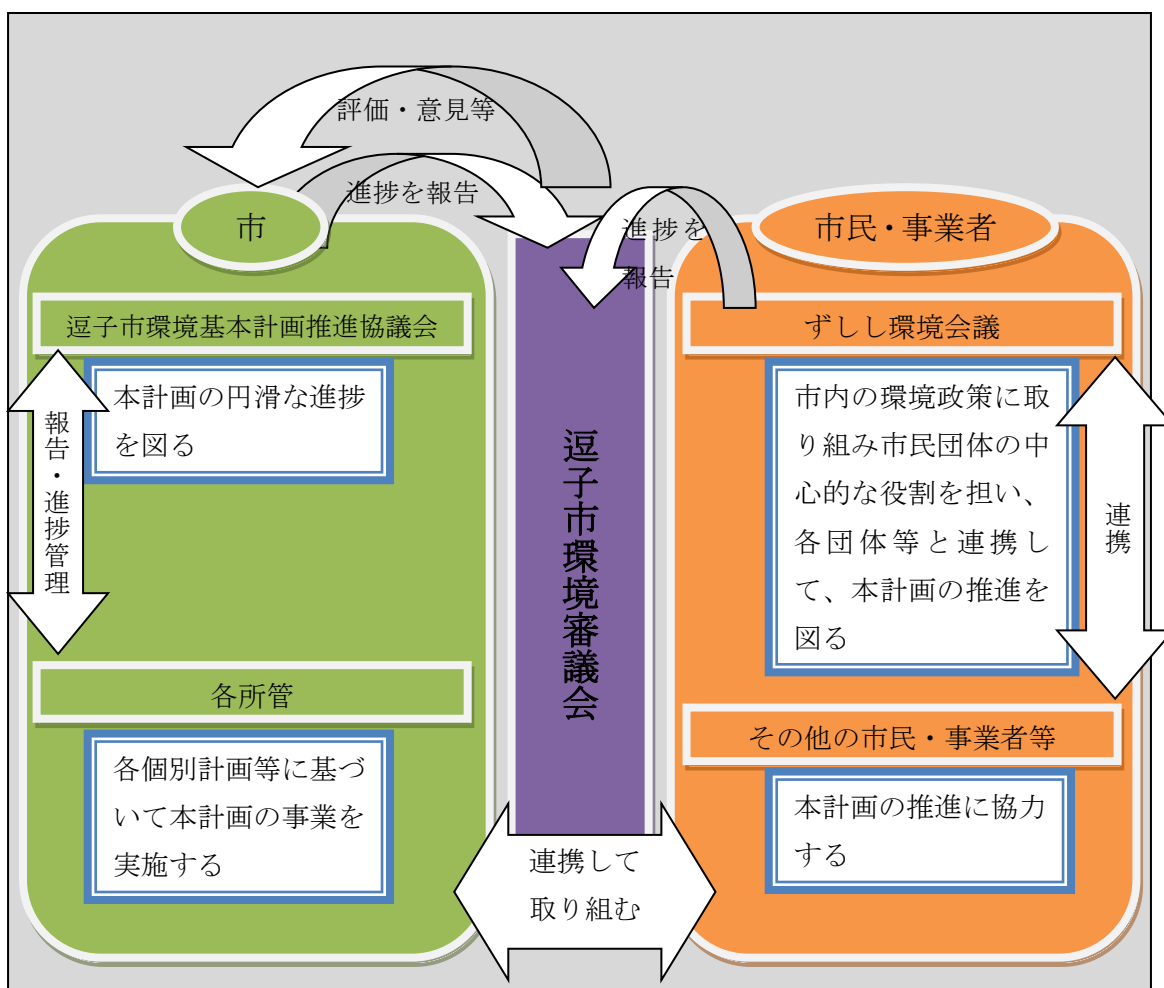 評価・意見等
進捗を報告
進捗を
報告
市
逗子市環境基本計画推進協議会
本計画の円滑な進捗
を図る
報告・進捗管理
各所管
各個別計画等に基づ
いて本計画の事業を
実施する
逗子市環境審議会
市民・事業者
ずしし環境会議
市内の環境政策に取
り組み市民団体の中
心的な役割を担い、
各団体等と連携し
て、本計画の推進を
図る
連携
その他の市民・事業者等
本計画の推進に協力
する
連携して
取り組む